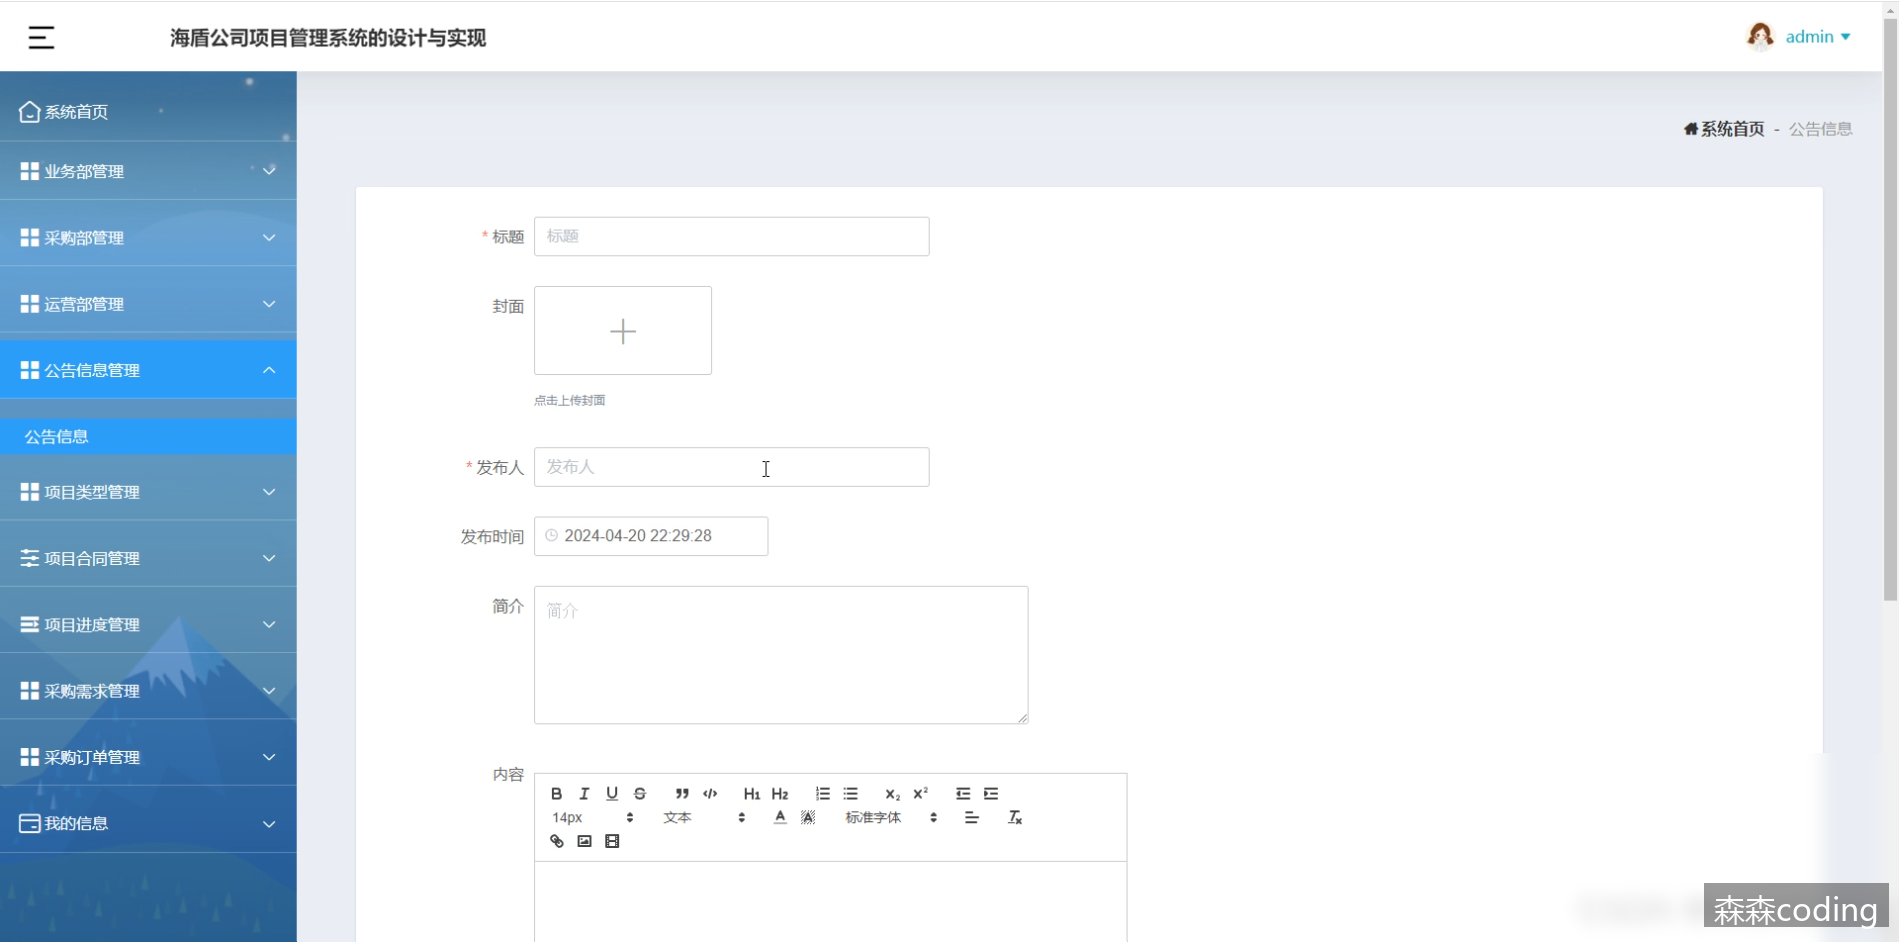 海盾公司项目管理系统的设计与实现
admin
系统首页
业务部管理
采购部管理
运营部管理
公告信息管理
公告信息
项目类型管理
项目合同管理
项目进度管理
采购需求管理
采购订单管理
我的信息
系统首页 - 公告信息
* 标题 标题
封面
点击上传封面
* 发布人 发布人
发布时间 2024-04-20 22:29:28
简介 简介
内容
B I U S H1 H2 X2 X2
14px 文本 A A 标准字体 Tx
森森coding